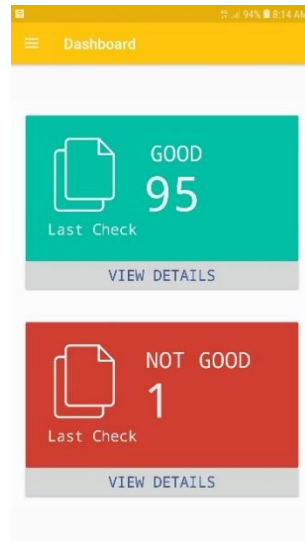 94% 8:14 AM
Dashboard
GOOD
95
Last Check
VIEW DETAILS
NOT GOOD
1
Last Check
VIEW DETAILS